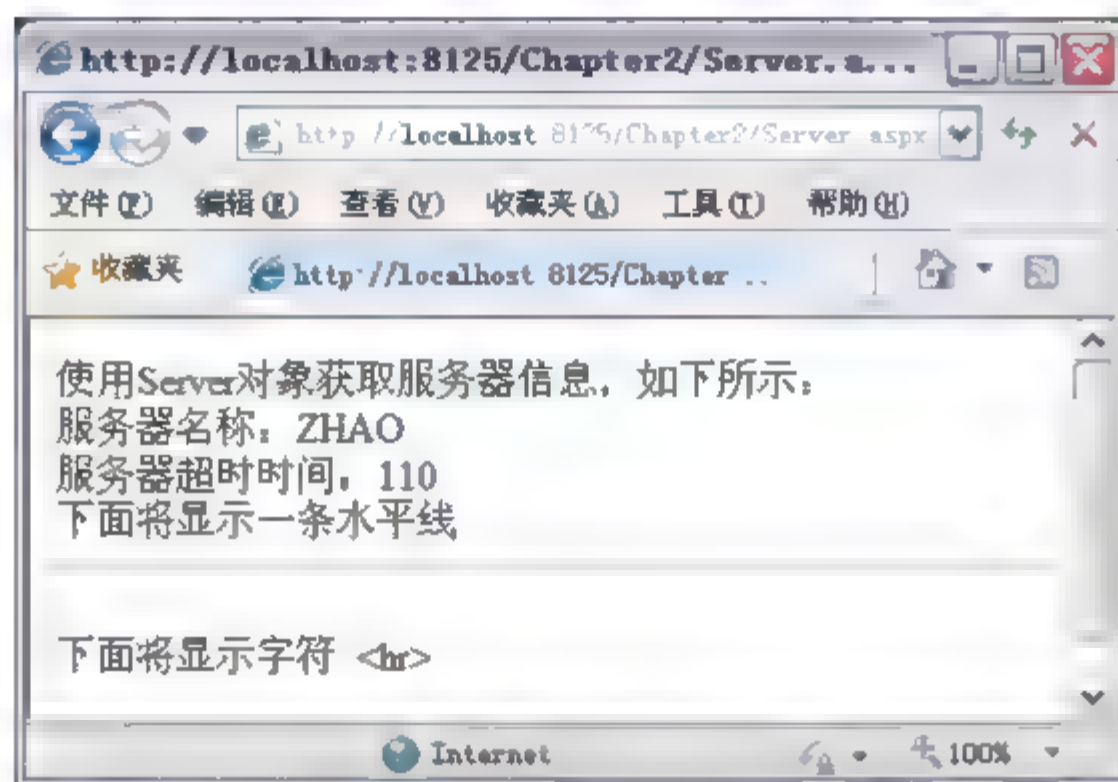 http://localhost:8125/Chapter2/Server.a...
http //localhost 8125/Chapter2/Server aspx
文件(F) 编辑(E) 查看(V) 收藏夹(A) 工具(T) 帮助(H)
收藏夹 http://localhost 8125/Chapter ..
使用Server对象获取服务器信息，如下所示：
服务器名称：ZHAO
服务器超时时间：110
下面将显示一条水平线
下面将显示字符 <hr>
Internet 100%